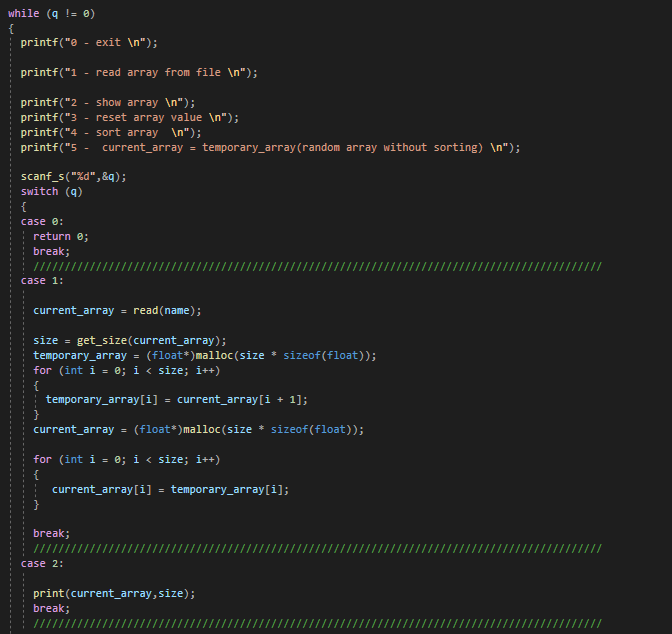 while (q != 0)
{
printf("0 - exit \n");
printf("1 - read array from file \n");
printf("2 - show array \n");
printf("3 - reset array value \n");
printf("4 - sort array  \n");
printf("5 -  current_array = temporary_array(random array without sorting) \n");
scanf_s("%d",&q);
switch (q)
{
case 0:
return 0;
break;
///////////////////////////////////////////////////////////////////////////////////////////
case 1:
current_array = read(name);
size = get_size(current_array);
temporary_array = (float*)malloc(size * sizeof(float));
for (int i = 0; i < size; i++)
{
temporary_array[i] = current_array[i + 1];
}
current_array = (float*)malloc(size * sizeof(float));
for (int i = 0; i < size; i++)
{
current_array[i] = temporary_array[i];
}
break;
///////////////////////////////////////////////////////////////////////////////////////////
case 2:
print(current_array,size);
break;
///////////////////////////////////////////////////////////////////////////////////////////